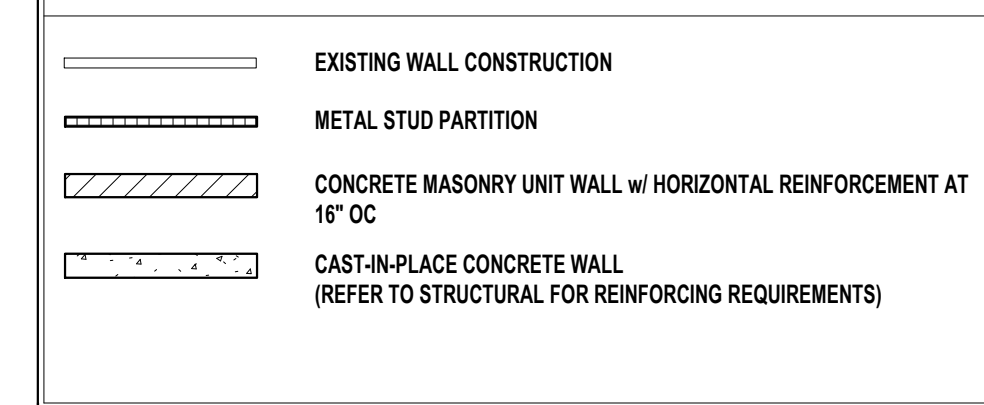 EXISTING WALL CONSTRUCTION
METAL STUD PARTITION
CONCRETE MASONRY UNIT WALL w/ HORIZONTAL REINFORCEMENT AT
16" OC
CAST-IN-PLACE CONCRETE WALL
(REFER TO STRUCTURAL FOR REINFORCING REQUIREMENTS)